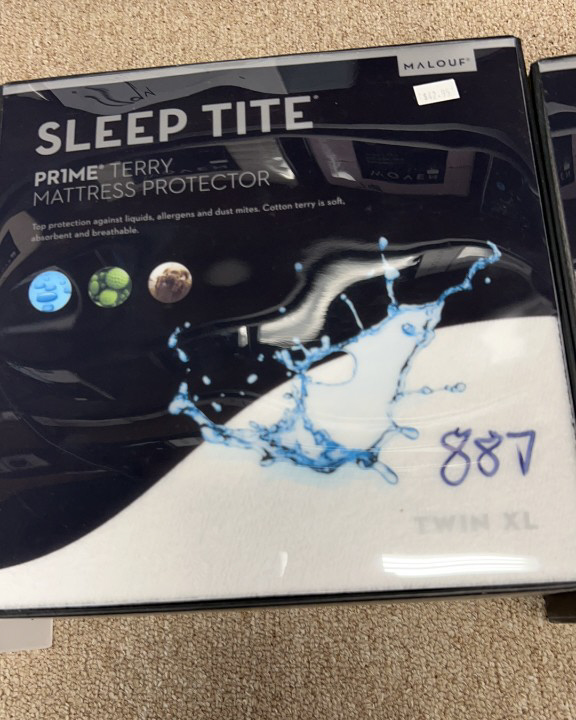 MALOUF®
SLEEP TITE®
PR1ME® TERRY
MATTRESS PROTECTOR
Top protection against liquids, allergens and dust mites. Cotton terry is soft,
absorbent and breathable.
887
TWIN XL